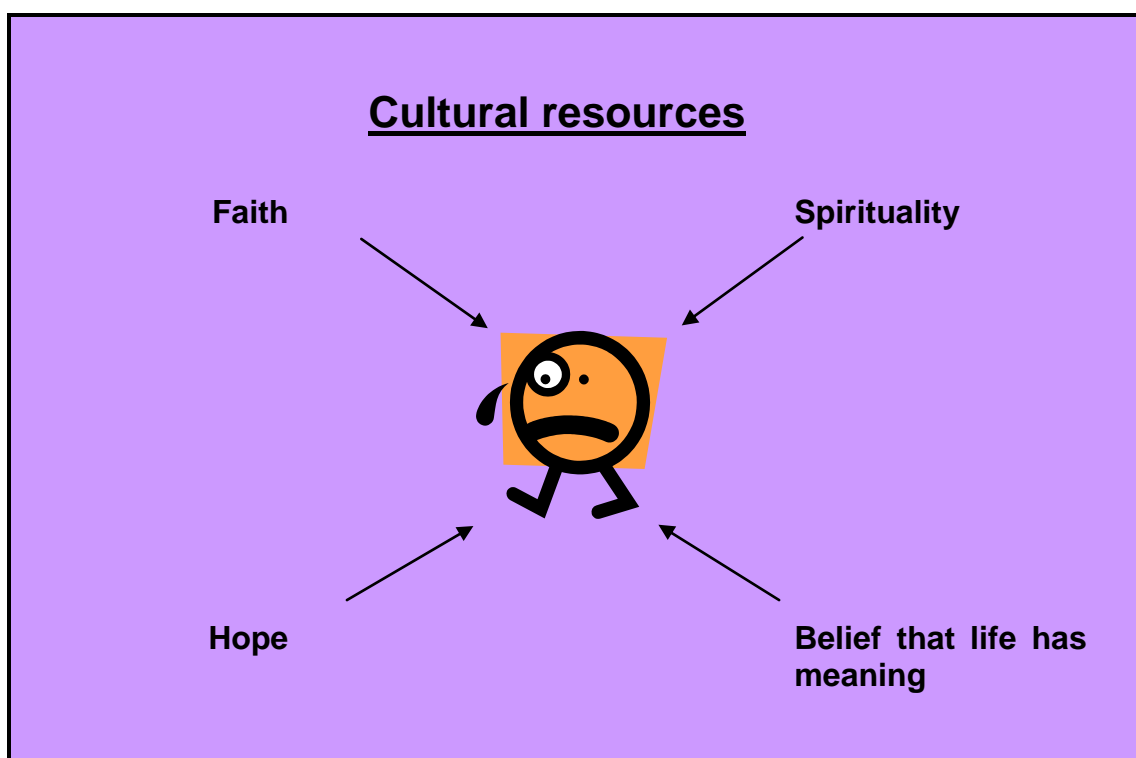 Cultural resources
Faith
Spirituality
Hope
Belief that life has
meaning